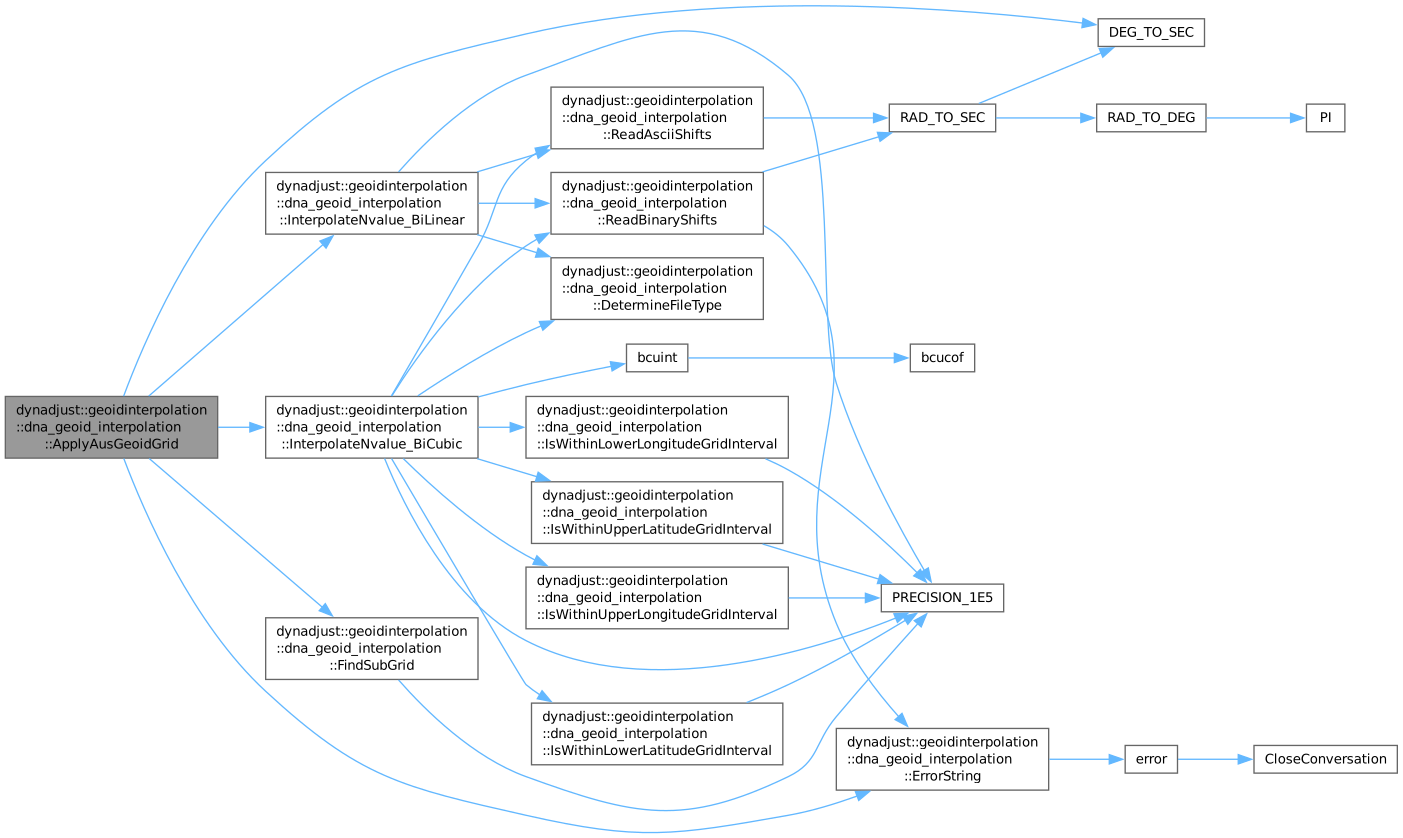 dynadjust::geoidinterpolation
::dna_geoid_interpolation
::ApplyAusGeoidGrid
dynadjust::geoidinterpolation
::dna_geoid_interpolation
::InterpolateNvalue_BiLinear
dynadjust::geoidinterpolation
::dna_geoid_interpolation
::InterpolateNvalue_BiCubic
dynadjust::geoidinterpolation
::dna_geoid_interpolation
::FindSubGrid
dynadjust::geoidinterpolation
::dna_geoid_interpolation
::ReadAsciiShifts
dynadjust::geoidinterpolation
::dna_geoid_interpolation
::ReadBinaryShifts
dynadjust::geoidinterpolation
::dna_geoid_interpolation
::DetermineFileType
bcuint
dynadjust::geoidinterpolation
::dna_geoid_interpolation
::IsWithinLowerLongitudeGridInterval
dynadjust::geoidinterpolation
::dna_geoid_interpolation
::IsWithinUpperLatitudeGridInterval
dynadjust::geoidinterpolation
::dna_geoid_interpolation
::IsWithinUpperLongitudeGridInterval
dynadjust::geoidinterpolation
::dna_geoid_interpolation
::IsWithinLowerLatitudeGridInterval
RAD_TO_SEC
bcucof
PRECISION_1E5
dynadjust::geoidinterpolation
::dna_geoid_interpolation
::ErrorString
DEG_TO_SEC
RAD_TO_DEG
error
PI
CloseConversation